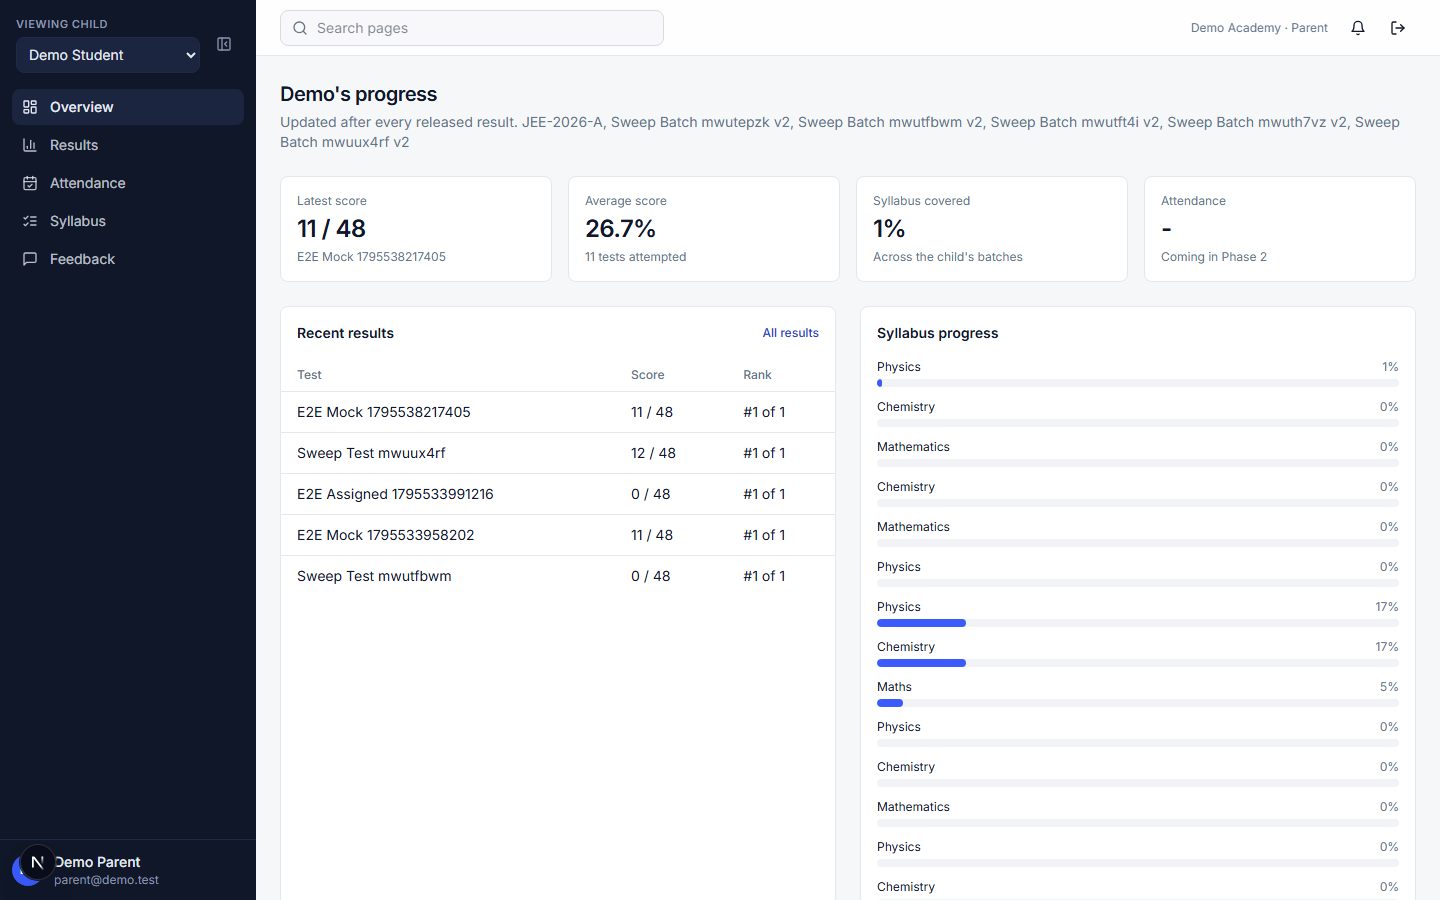 VIEWING CHILD
Demo Student
Overview
Results
Attendance
Syllabus
Feedback
Demo Parent
parent@demo.test
Search pages
Demo Academy · Parent
Demo's progress
Updated after every released result. JEE-2026-A, Sweep Batch mwutepzk v2, Sweep Batch mwutfbwm v2, Sweep Batch mwutft4i v2, Sweep Batch mwuth7vz v2, Sweep
Batch mwuux4rf v2
Latest score
11 / 48
E2E Mock 1795538217405
Average score
26.7%
11 tests attempted
Syllabus covered
1%
Across the child's batches
Attendance
-
Coming in Phase 2
Recent results All results
Test Score Rank
E2E Mock 1795538217405 11 / 48 #1 of 1
Sweep Test mwuux4rf 12 / 48 #1 of 1
E2E Assigned 1795533991216 0 / 48 #1 of 1
E2E Mock 1795533958202 11 / 48 #1 of 1
Sweep Test mwutfbwm 0 / 48 #1 of 1
Syllabus progress
Physics 1%
Chemistry 0%
Mathematics 0%
Chemistry 0%
Mathematics 0%
Physics 0%
Physics 17%
Chemistry 17%
Maths 5%
Physics 0%
Chemistry 0%
Mathematics 0%
Physics 0%
Chemistry 0%